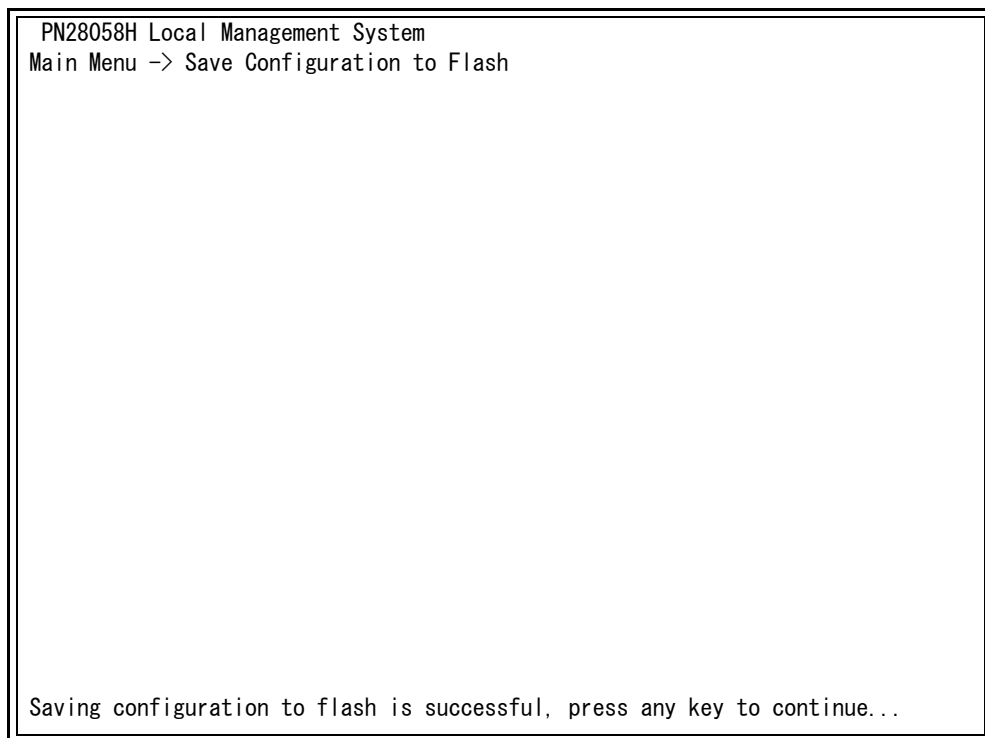 PN28058H Local Management System
Main Menu -> Save Configuration to Flash
Saving configuration to flash is successful, press any key to continue...